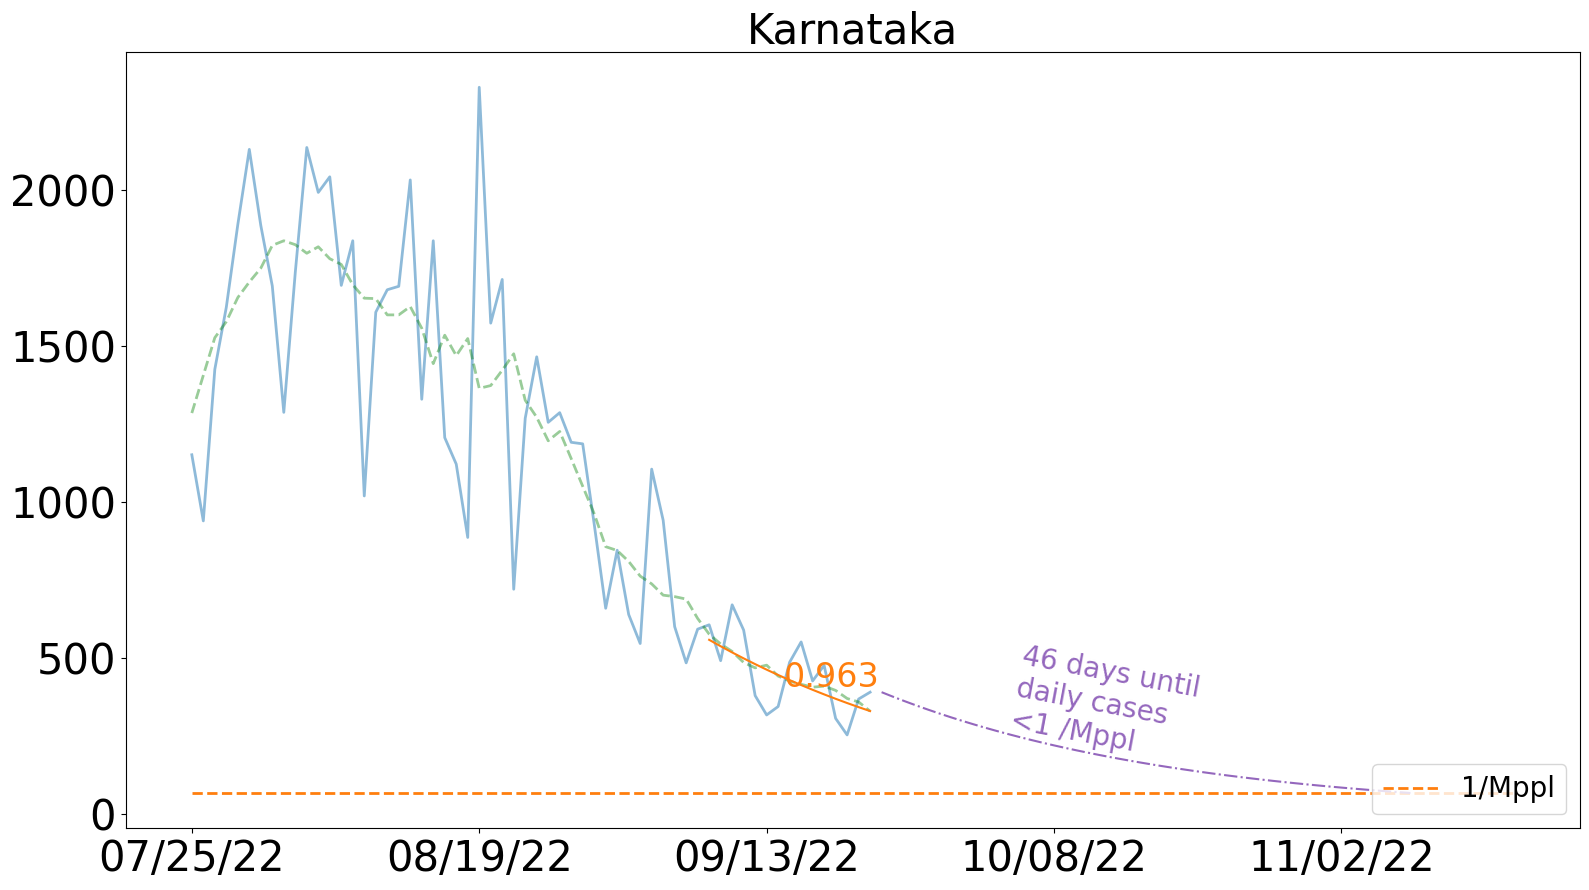 Karnataka
2000
1500
1000
500
0
0.963
46 days until
daily cases
<1 /Mppl
1/Mppl
07/25/22
08/19/22
09/13/22
10/08/22
11/02/22